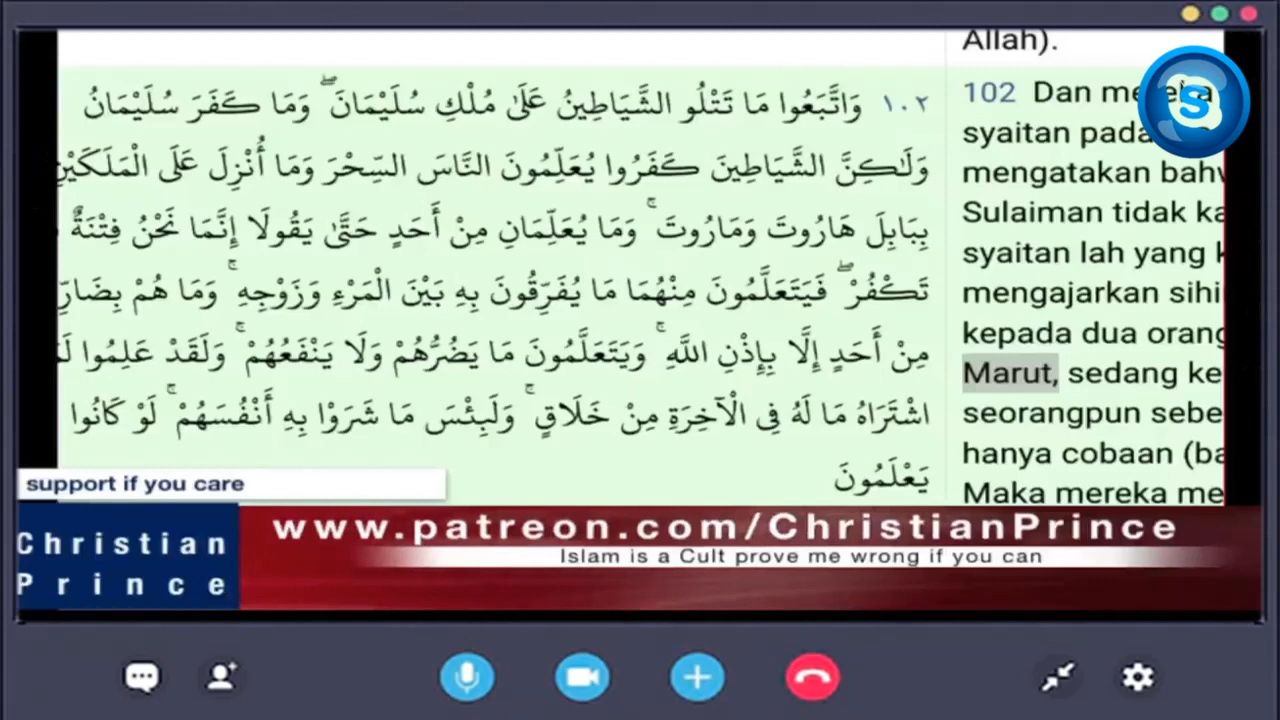 Allah).
١٠٢ وَاتَّبَعُوا مَا تَتْلُو الشَّيَاطِينُ عَلَىٰ مُلْكِ سُلَيْمَانَ ۖ وَمَا كَفَرَ سُلَيْمَانُ
وَلَٰكِنَّ الشَّيَاطِينَ كَفَرُوا يُعَلِّمُونَ النَّاسَ السِّحْرَ وَمَا أُنْزِلَ عَلَى الْمَلَكَيْنِ
بِبَابِلَ هَارُوتَ وَمَارُوتَ ۚ وَمَا يُعَلِّمَانِ مِنْ أَحَدٍ حَتَّىٰ يَقُولَا إِنَّمَا نَحْنُ فِتْنَةٌ
تَكْفُرْ ۖ فَيَتَعَلَّمُونَ مِنْهُمَا مَا يُفَرِّقُونَ بِهِ بَيْنَ الْمَرْءِ وَزَوْجِهِ ۚ وَمَا هُمْ بِضَارِّ
مِنْ أَحَدٍ إِلَّا بِإِذْنِ اللَّهِ ۚ وَيَتَعَلَّمُونَ مَا يَضُرُّهُمْ وَلَا يَنْفَعُهُمْ ۚ وَلَقَدْ عَلِمُوا
اشْتَرَاهُ مَا لَهُ فِي الْآخِرَةِ مِنْ خَلَاقٍ ۚ وَلَبِئْسَ مَا شَرَوْا بِهِ أَنْفُسَهُمْ ۚ لَوْ كَانُوا
يَعْلَمُونَ
102 Dan mereka
syaitan pada
mengatakan bahw
Sulaiman tidak ka
syaitan lah yang k
mengajarkan sihi
kepada dua orang
Marut, sedang ke
seorangpun sebe
hanya cobaan (ba
Maka mereka me
S
support if you care
Christian
Prince
www.patreon.com/ChristianPrince
Islam is a Cult prove me wrong if you can